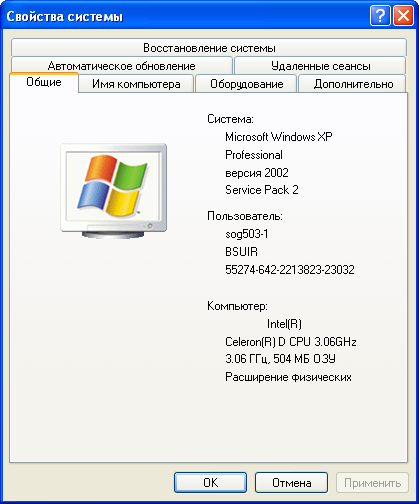 Свойства системы
Восстановление системы
Автоматическое обновление
Удаленные сеансы
Общие
Имя компьютера
Оборудование
Дополнительно
Система:
Microsoft Windows XP
Professional
версия 2002
Service Pack 2
Пользователь:
sog503-1
BSUIR
55274-642-2213823-23032
Компьютер:
Intel(R)
Celeron(R) D CPU 3.06GHz
3.06 ГГц, 504 МБ ОЗУ
Расширение физических
OK
Отмена
Применить